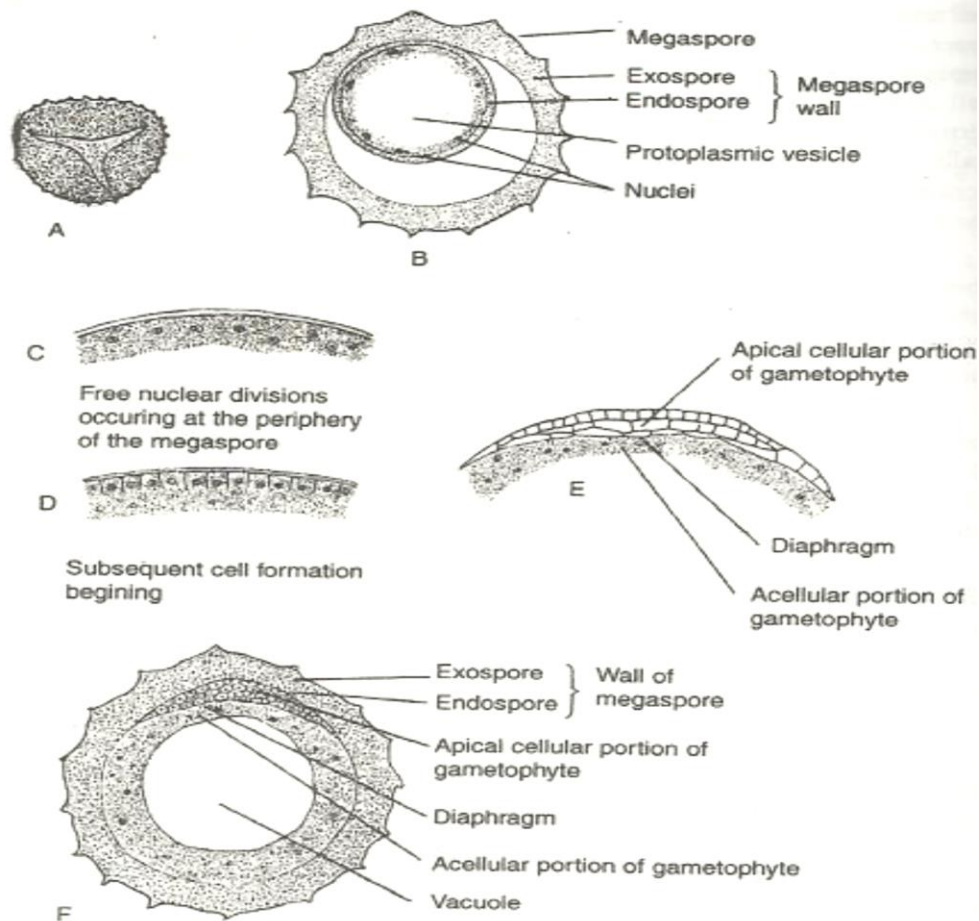 Megaspore
Exospore
Endospore
Megaspore
wall
Protoplasmic vesicle
Nuclei
A
B
C
Free nuclear divisions
occuring at the periphery
of the megaspore
Apical cellular portion
of gametophyte
D
E
Subsequent cell formation
begining
Diaphragm
Acellular portion of
gametophyte
Exospore
Endospore
Wall of
megaspore
Apical cellular portion of
gametophyte
Diaphragm
Acellular portion of gametophyte
Vacuole
F